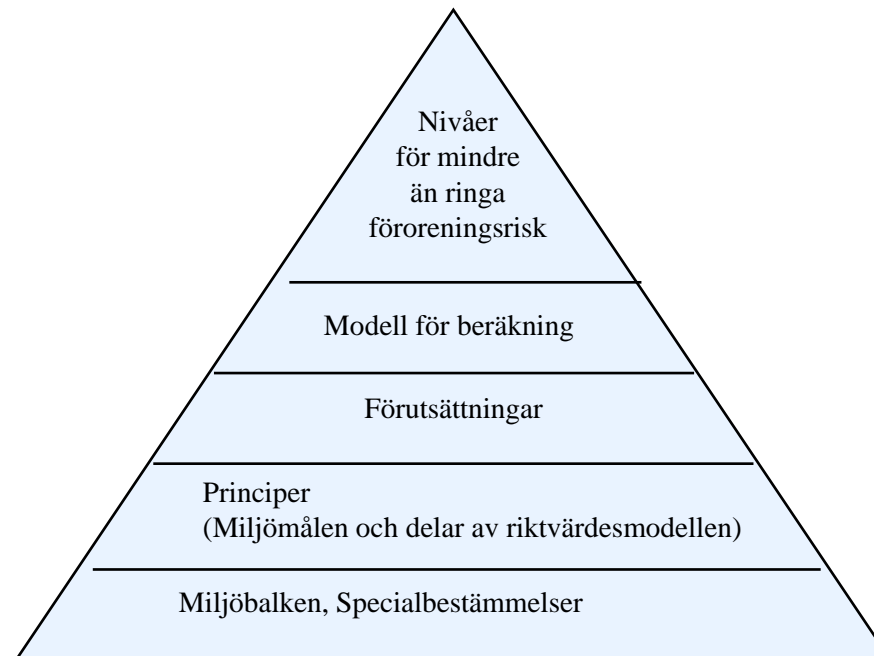 Nivåer
för mindre
än ringa
föroreningsrisk
Modell för beräkning
Förutsättningar
Principer
(Miljömålen och delar av riktvärdesmodellen)
Miljöbalken, Specialbestämmelser